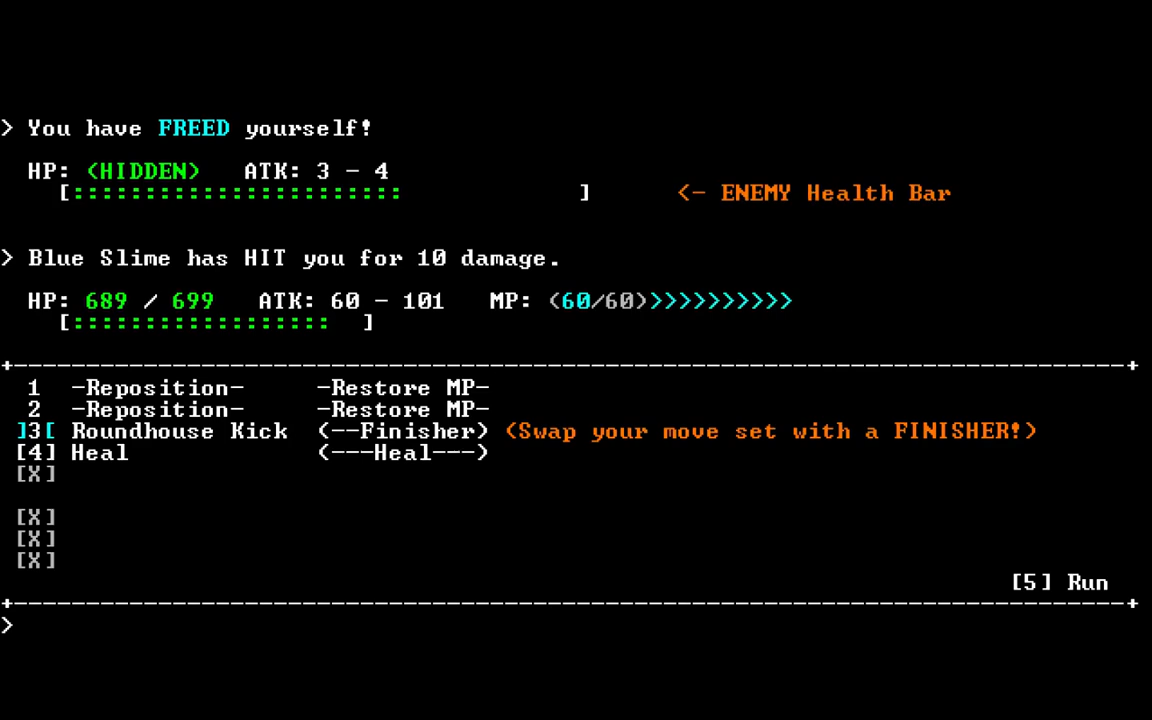 > You have FREED yourself!
HP: (HIDDEN) ATK: 3 - 4
[:::::::::::::::::::::::          ] <- ENEMY Health Bar
> Blue Slime has HIT you for 10 damage.
HP: 689 / 699 ATK: 60 - 101 MP: (60/60)>>>>>>>>>>
[::::::::::::::::::  ]
+-----------------------------------------------------------------------------+
1 -Reposition- -Restore MP-
2 -Reposition- -Restore MP-
]3[ Roundhouse Kick (--Finisher) (Swap your move set with a FINISHER!)
[4] Heal (---Heal---)
[X]
[X]
[X]
[X]
[5] Run
+-----------------------------------------------------------------------------+
>